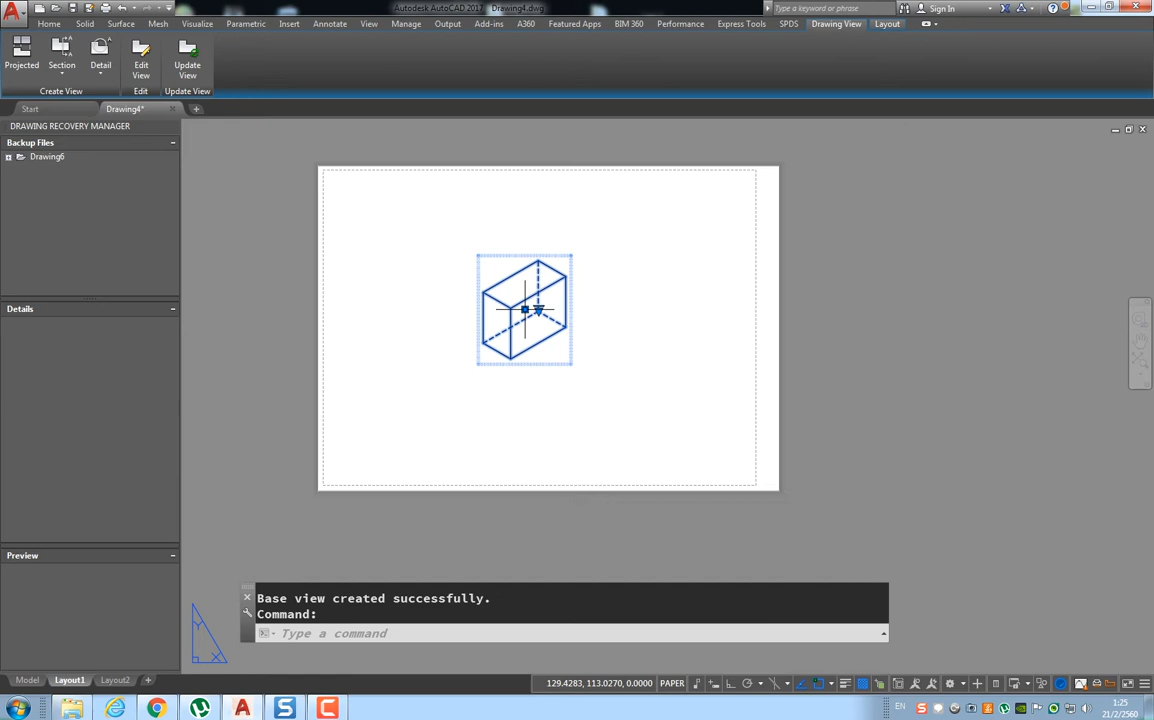 Autodesk AutoCAD 2017 Drawing4.dwg
Type a keyword or phrase
Sign In
Home Solid Surface Mesh Visualize Parametric Insert Annotate View Manage Output Add-ins A360 Featured Apps BIM 360 Performance Express Tools SPDS Drawing View Layout
Projected Section Detail Edit View Update View
Create View Edit Update View
Start Drawing4*
DRAWING RECOVERY MANAGER
Backup Files
Drawing6
Details
Preview
Base view created successfully.
Command:
Type a command
Y
X
Model Layout1 Layout2 +
129.4283, 113.0270, 0.0000 PAPER
EN
1:25
21/2/2560